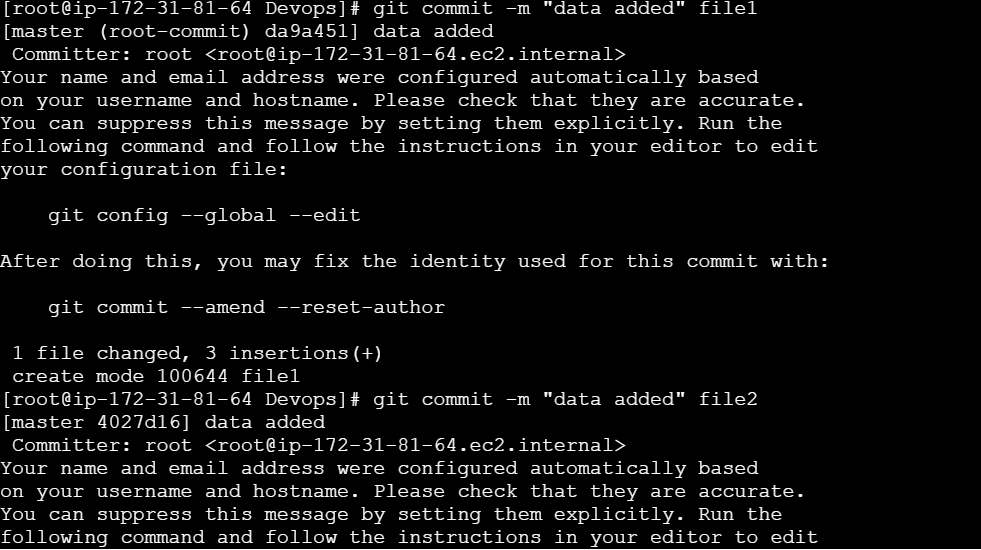 [root@ip-172-31-81-64 Devops]# git commit -m "data added" file1
[master (root-commit) da9a451] data added
 Committer: root <root@ip-172-31-81-64.ec2.internal>
Your name and email address were configured automatically based
on your username and hostname. Please check that they are accurate.
You can suppress this message by setting them explicitly. Run the
following command and follow the instructions in your editor to edit
your configuration file:

    git config --global --edit

After doing this, you may fix the identity used for this commit with:

    git commit --amend --reset-author

 1 file changed, 3 insertions(+)
 create mode 100644 file1
[root@ip-172-31-81-64 Devops]# git commit -m "data added" file2
[master 4027d16] data added
 Committer: root <root@ip-172-31-81-64.ec2.internal>
Your name and email address were configured automatically based
on your username and hostname. Please check that they are accurate.
You can suppress this message by setting them explicitly. Run the
following command and follow the instructions in your editor to edit